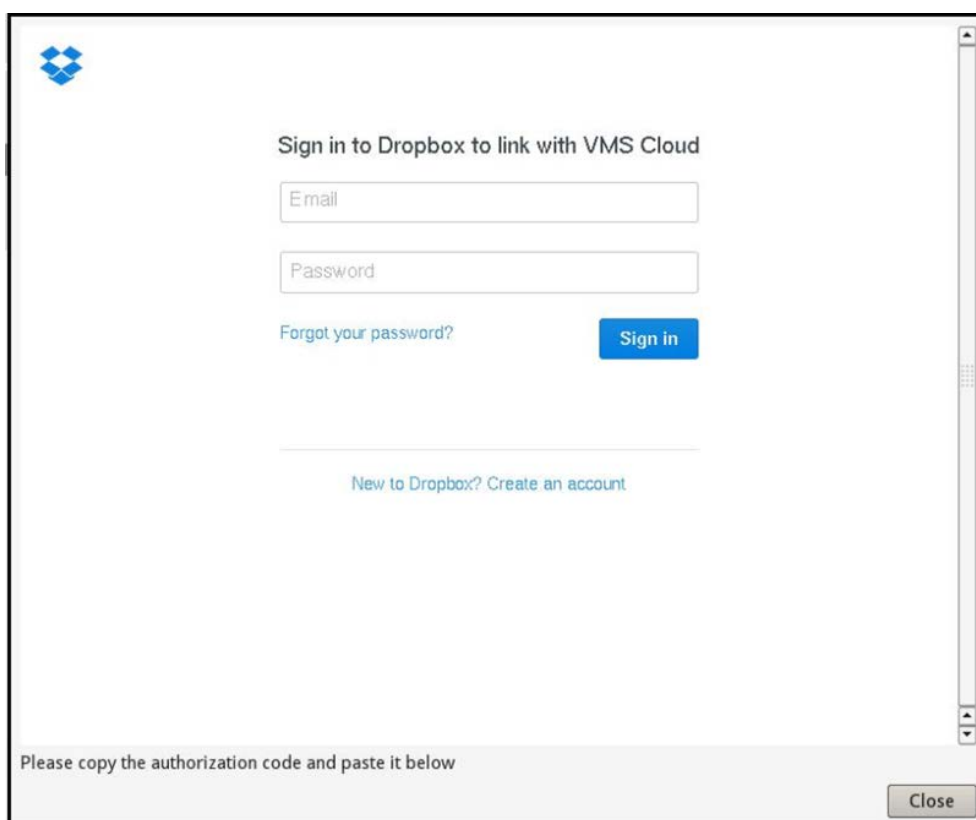 Sign in to Dropbox to link with VMS Cloud
Email
Password
Forgot your password?
Sign in
New to Dropbox? Create an account
Please copy the authorization code and paste it below
Close